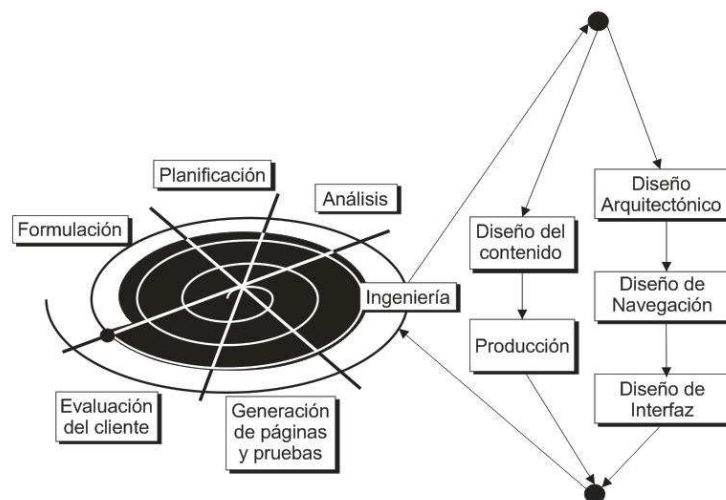 Planificación
Análisis
Formulación
Ingeniería
Evaluación
del cliente
Generación
de páginas
y pruebas
Diseño del
contenido
Producción
Diseño
Arquitectónico
Diseño de
Navegación
Diseño de
Interfaz